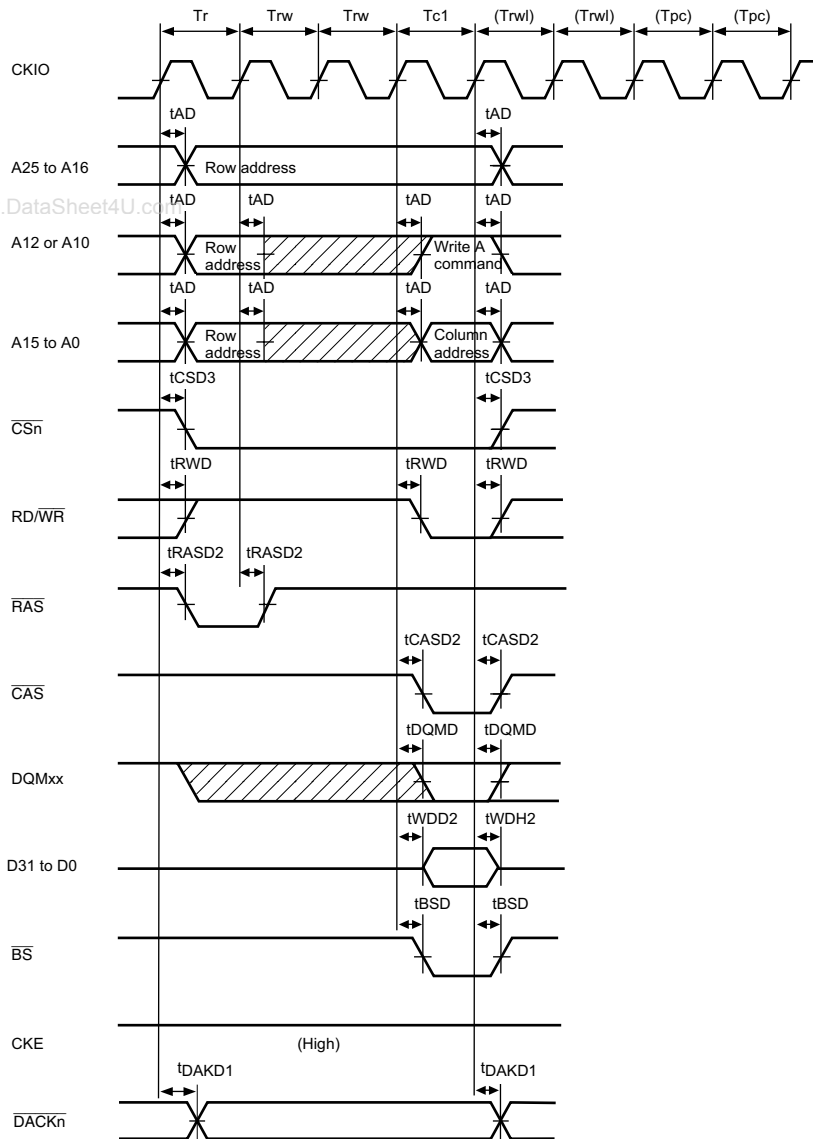 Tr Trw Trw Tc1 (Trwl) (Trwl) (Tpc) (Tpc)
CKIO
tAD tAD
A25 to A16 Row address
.DataSheet4U.com
tAD tAD tAD tAD
A12 or A10 Row address Write A command
tAD tAD tAD tAD
A15 to A0 Row address Column address
tCSD3 tCSD3
CSn
tRWD tRWD tRWD
RD/WR
tRASD2 tRASD2
RAS
tCASD2 tCASD2
CAS
tDQMD tDQMD
DQMxx
tWDD2 tWDH2
D31 to D0
tBSD tBSD
BS
CKE (High)
tDAKD1 tDAKD1
DACKn